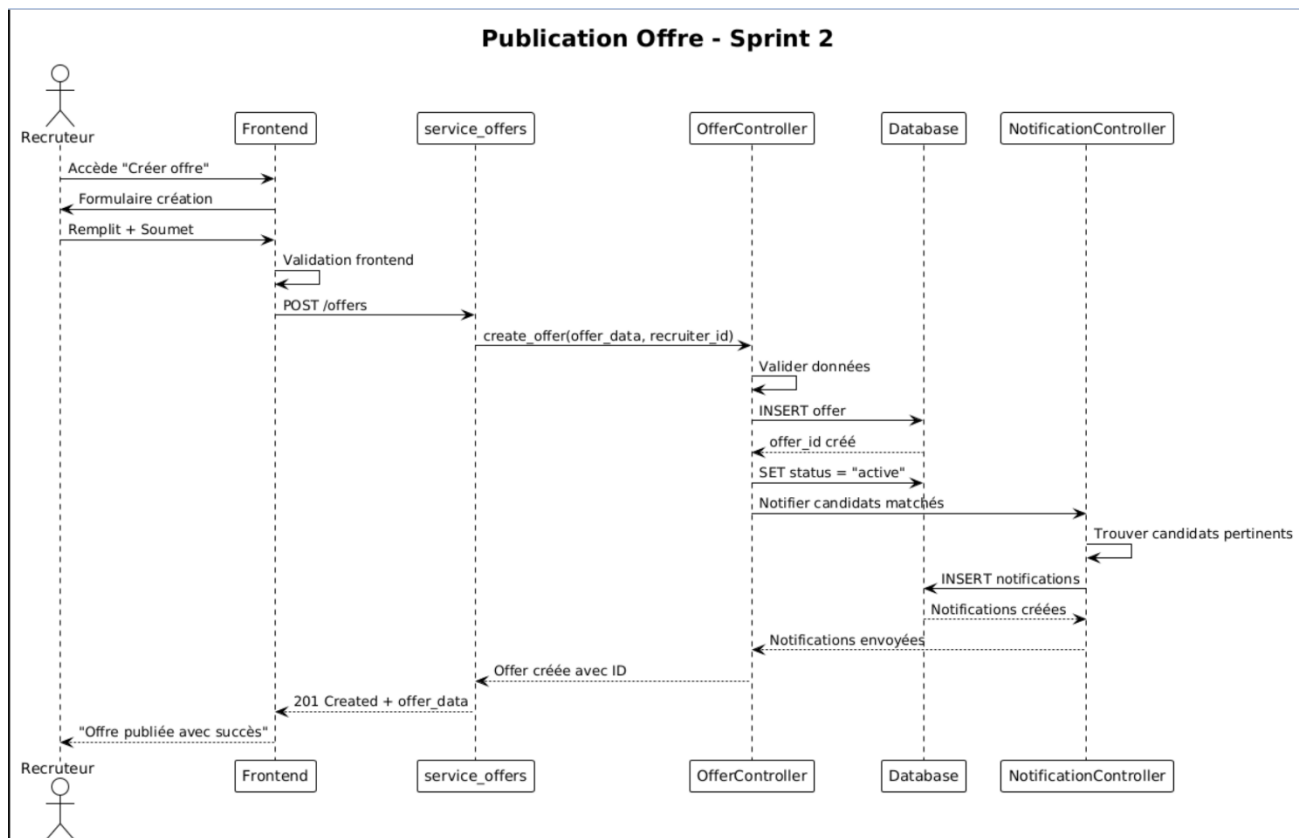 Publication Offre - Sprint 2
Recruteur
Frontend
service_offers
OfferController
Database
NotificationController
Accède "Créer offre"
Formulaire création
Remplit + Soumet
Validation frontend
POST /offers
create_offer(offer_data, recruiter_id)
Valider données
INSERT offer
offer_id créé
SET status = "active"
Notifier candidats matchés
Trouver candidats pertinents
INSERT notifications
Notifications créées
Notifications envoyées
Offer créée avec ID
201 Created + offer_data
"Offre publiée avec succès"
Recruteur
Frontend
service_offers
OfferController
Database
NotificationController